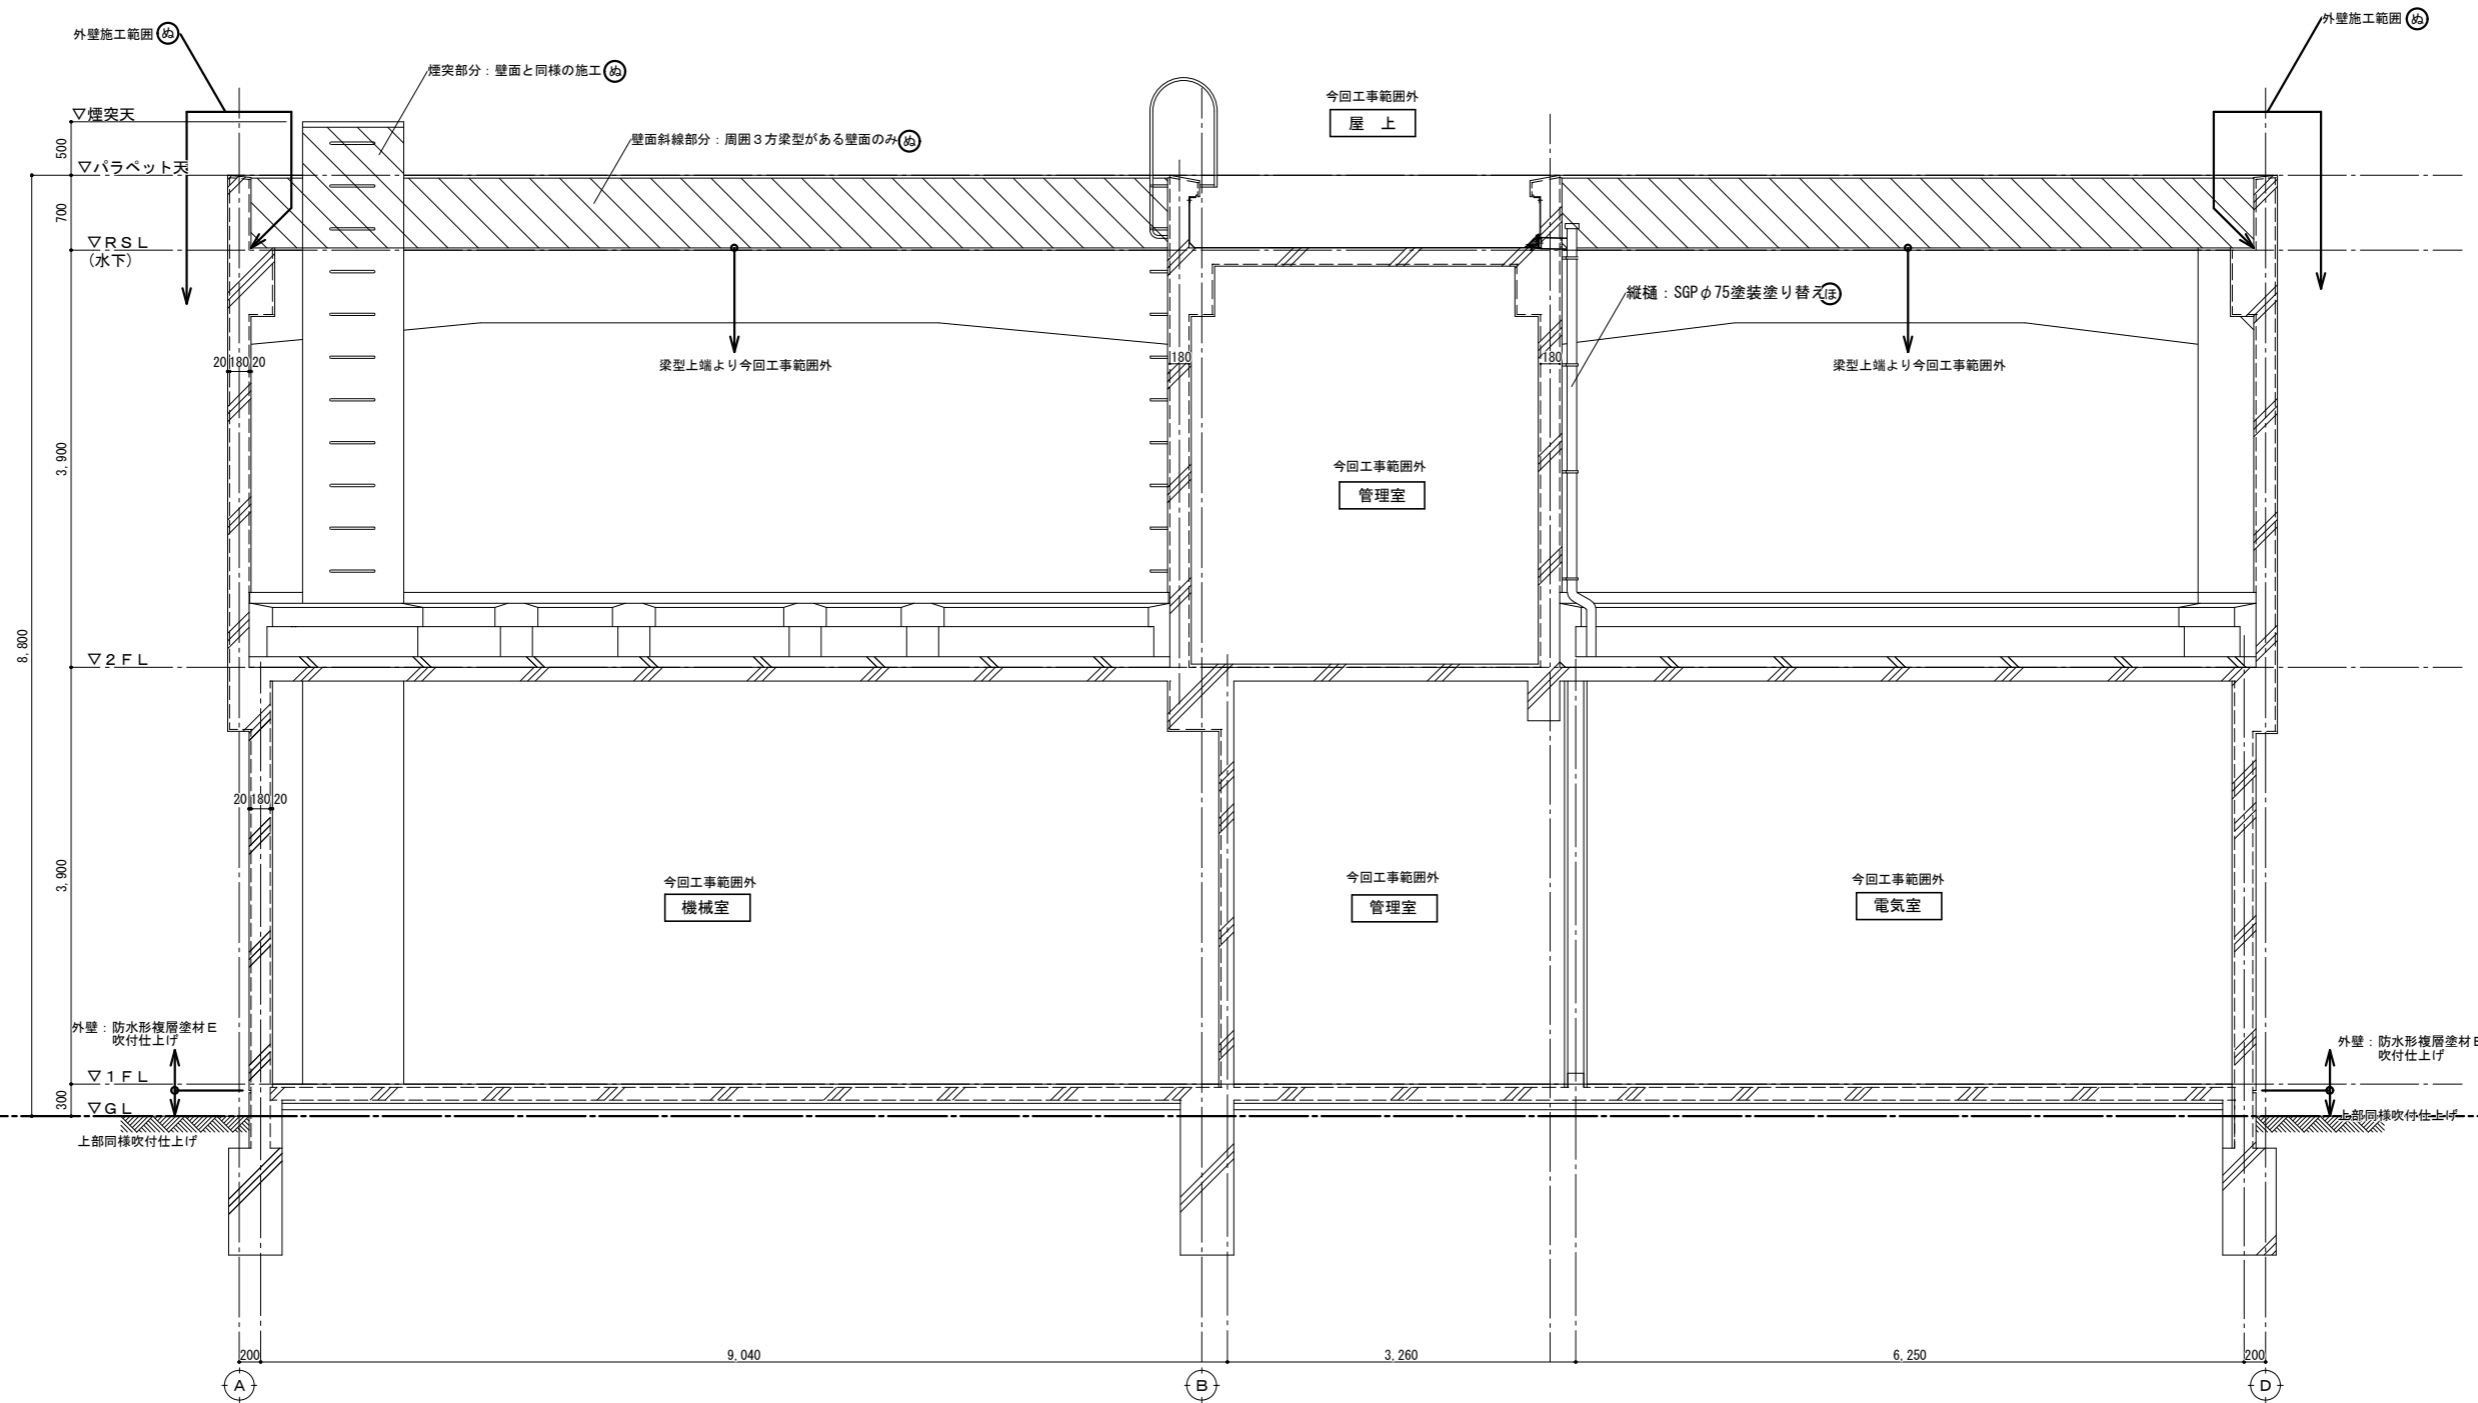 外壁施工範囲 ぬ
外壁施工範囲 ぬ
煙突部分：壁面と同様の施工 ぬ
今回工事範囲外
屋　上
▽煙突天
壁面斜線部分：周囲３方梁型がある壁面のみ ぬ
500
▽パラペット天
700
▽ＲＳＬ
（水下）
縦樋：SGPφ75塗装塗り替え ほ
20 180 20
180
180
梁型上端より今回工事範囲外
梁型上端より今回工事範囲外
3,900
今回工事範囲外
管理室
8,800
▽２ＦＬ
20 180 20
3,900
今回工事範囲外
機械室
今回工事範囲外
管理室
今回工事範囲外
電気室
外壁：防水形複層塗材Ｅ
吹付仕上げ
外壁：防水形複層塗材Ｅ
吹付仕上げ
▽１ＦＬ
300
▽ＧＬ
上部同様吹付仕上げ
上部同様吹付仕上げ
200
9,040
3,260
6,250
200
A
B
D